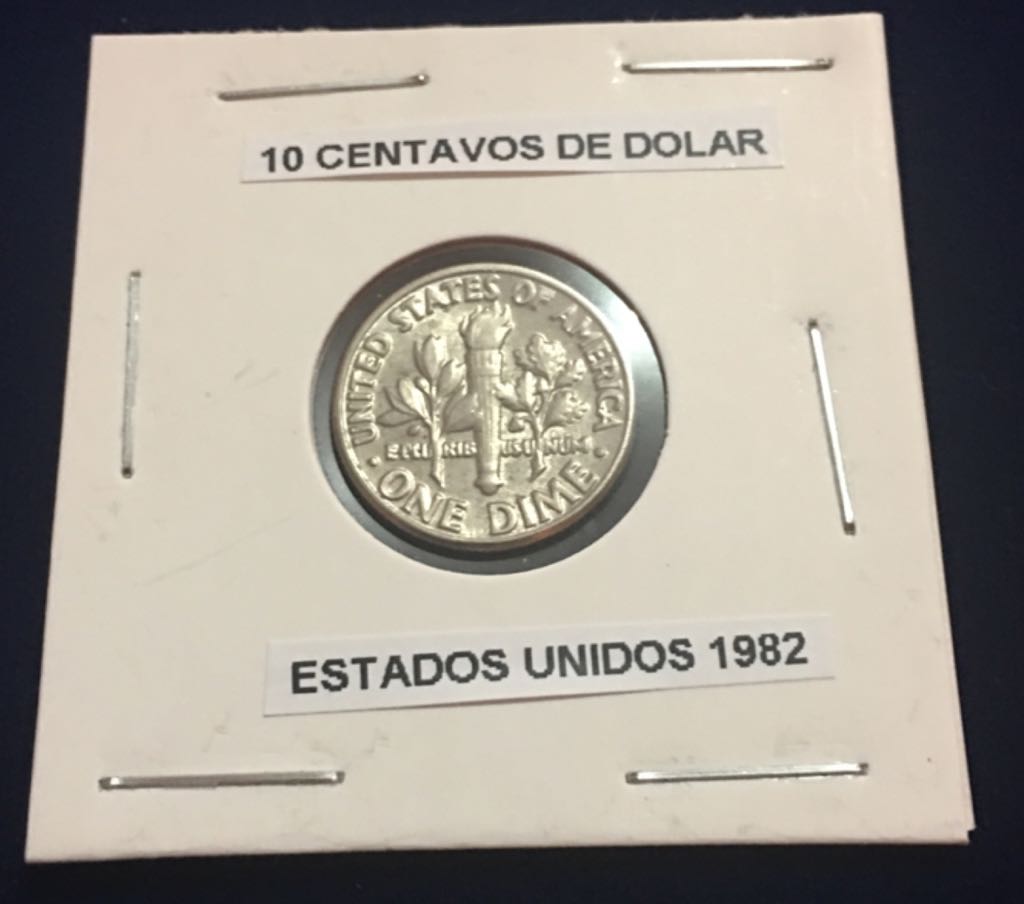 10 CENTAVOS DE DOLAR
UNITED STATES OF AMERICA
E PLURIBUS UNUM
· ONE DIME ·
ESTADOS UNIDOS 1982